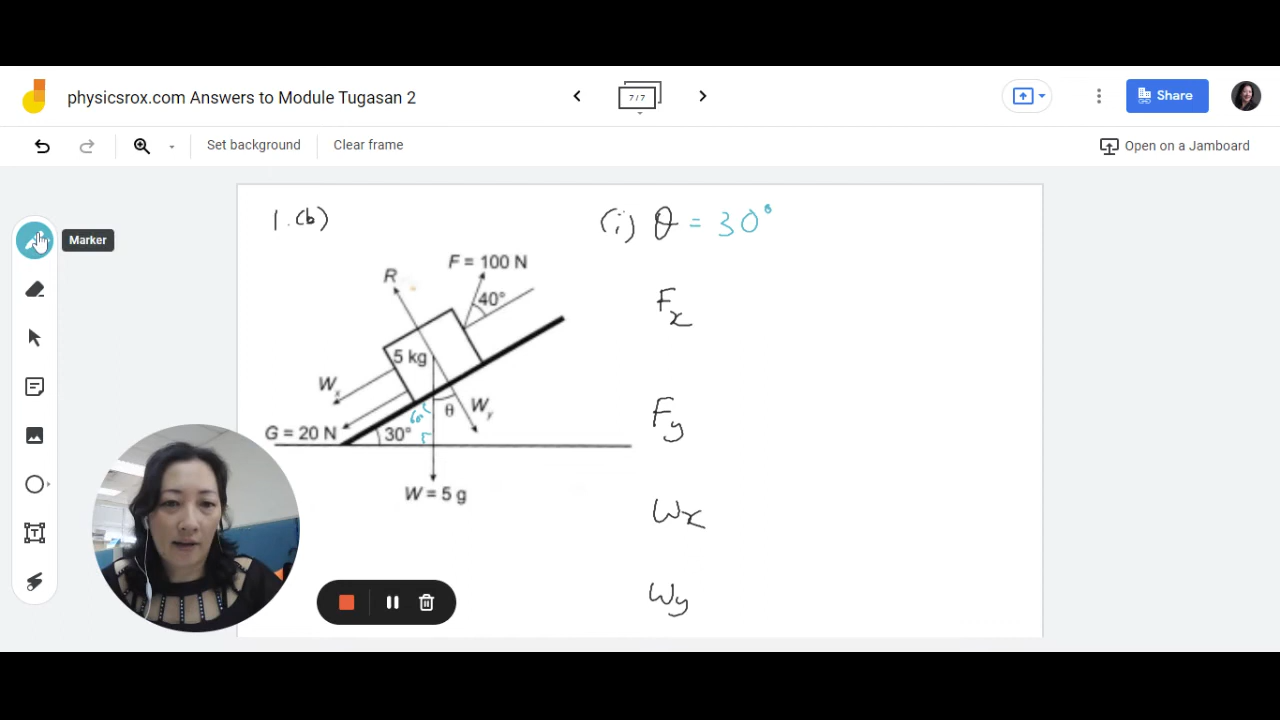 physicsrox.com Answers to Module Tugasan 2
7/7
Share
Set background
Clear frame
Open on a Jamboard
Marker
1.(b)
(i) θ = 30°
R
F = 100 N
40°
Fx
5 kg
Wx
θ
Wy
Fy
60°
G = 20 N
30°
W = 5 g
Wx
Wy